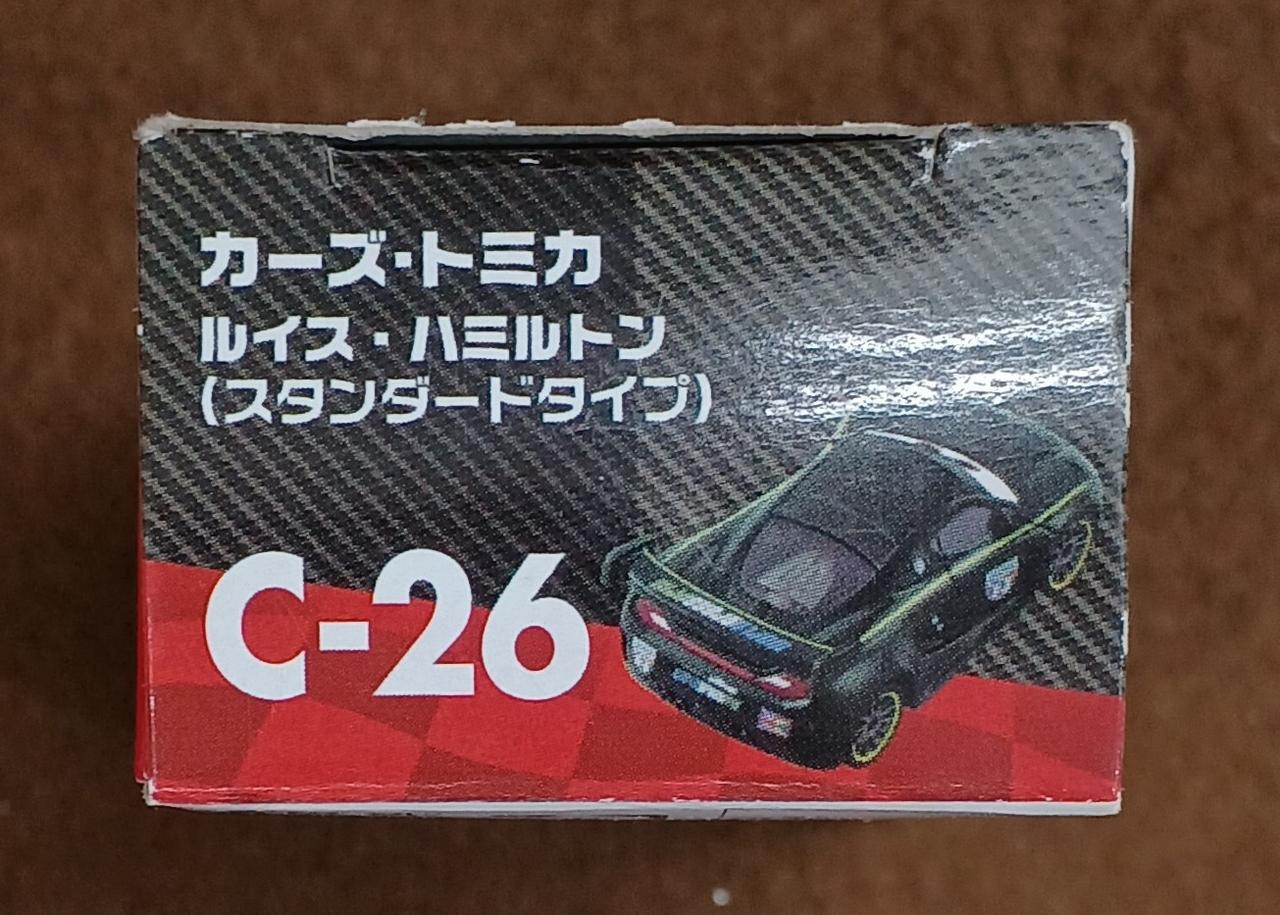 カーズ・トミカ
ルイス・ハミルトン
(スタンダードタイプ)
C-26